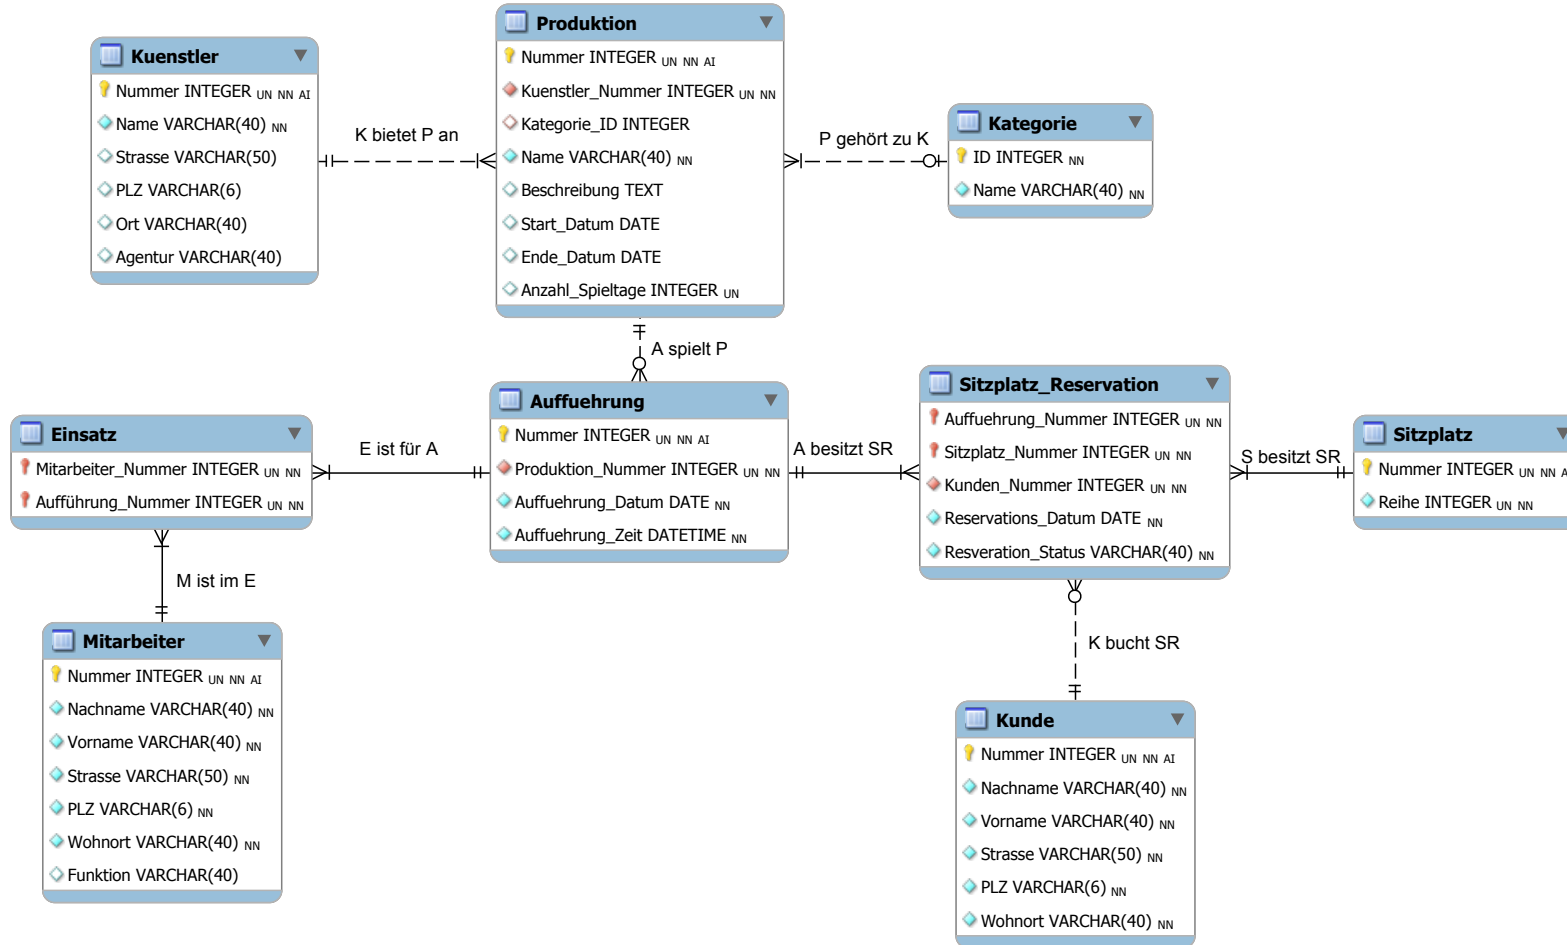 Produktion
Nummer INTEGER UN NN AI
Kuenstler_Nummer INTEGER UN NN
Kategorie_ID INTEGER
Name VARCHAR(40) NN
Beschreibung TEXT
Start_Datum DATE
Ende_Datum DATE
Anzahl_Spieltage INTEGER UN
Kuenstler
Nummer INTEGER UN NN AI
Name VARCHAR(40) NN
Strasse VARCHAR(50)
PLZ VARCHAR(6)
Ort VARCHAR(40)
Agentur VARCHAR(40)
K bietet P an
P gehört zu K
Kategorie
ID INTEGER NN
Name VARCHAR(40) NN
A spielt P
Auffuehrung
Nummer INTEGER UN NN AI
Produktion_Nummer INTEGER UN NN
Auffuehrung_Datum DATE NN
Auffuehrung_Zeit DATETIME NN
Sitzplatz_Reservation
Auffuehrung_Nummer INTEGER UN NN
Sitzplatz_Nummer INTEGER UN NN
Kunden_Nummer INTEGER UN NN
Reservations_Datum DATE NN
Resveration_Status VARCHAR(40) NN
Einsatz
Mitarbeiter_Nummer INTEGER UN NN
Aufführung_Nummer INTEGER UN NN
E ist für A
A besitzt SR
S besitzt SR
Sitzplatz
Nummer INTEGER UN NN A
Reihe INTEGER UN NN
M ist im E
K bucht SR
Mitarbeiter
Nummer INTEGER UN NN AI
Nachname VARCHAR(40) NN
Vorname VARCHAR(40) NN
Strasse VARCHAR(50) NN
PLZ VARCHAR(6) NN
Wohnort VARCHAR(40) NN
Funktion VARCHAR(40)
Kunde
Nummer INTEGER UN NN AI
Nachname VARCHAR(40) NN
Vorname VARCHAR(40) NN
Strasse VARCHAR(50) NN
PLZ VARCHAR(6) NN
Wohnort VARCHAR(40) NN